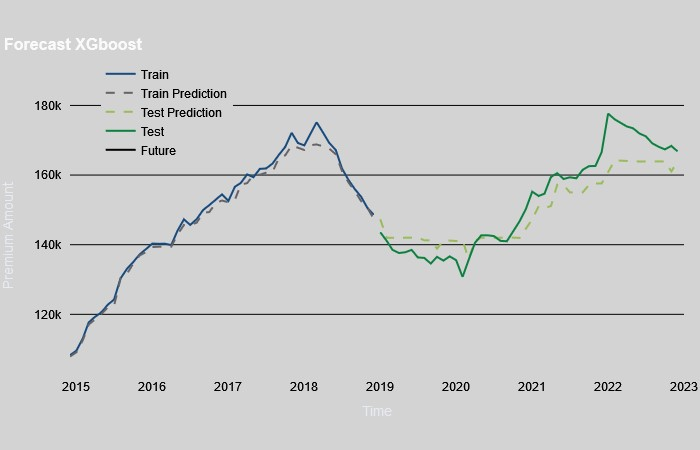 Forecast XGboost
Train
Train Prediction
Test Prediction
Test
Future
180k
160k
140k
120k
Premium Amount
2015 2016 2017 2018 2019 2020 2021 2022 2023
Time